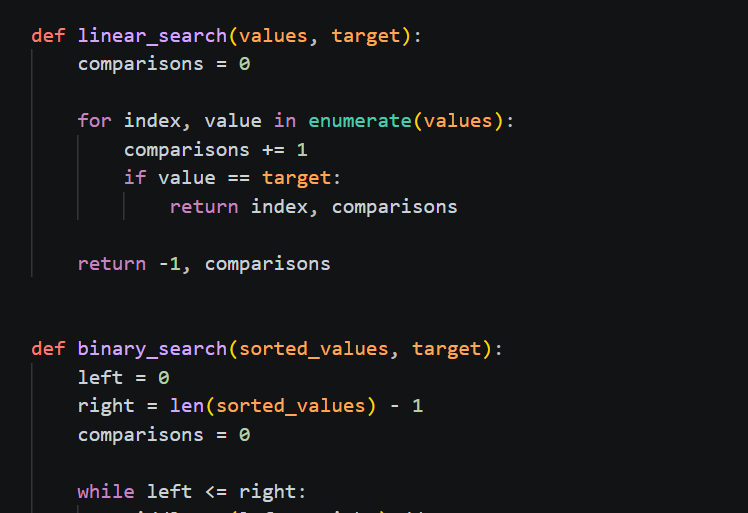 def linear_search(values, target):
    comparisons = 0

    for index, value in enumerate(values):
        comparisons += 1
        if value == target:
            return index, comparisons

    return -1, comparisons


def binary_search(sorted_values, target):
    left = 0
    right = len(sorted_values) - 1
    comparisons = 0

    while left <= right: